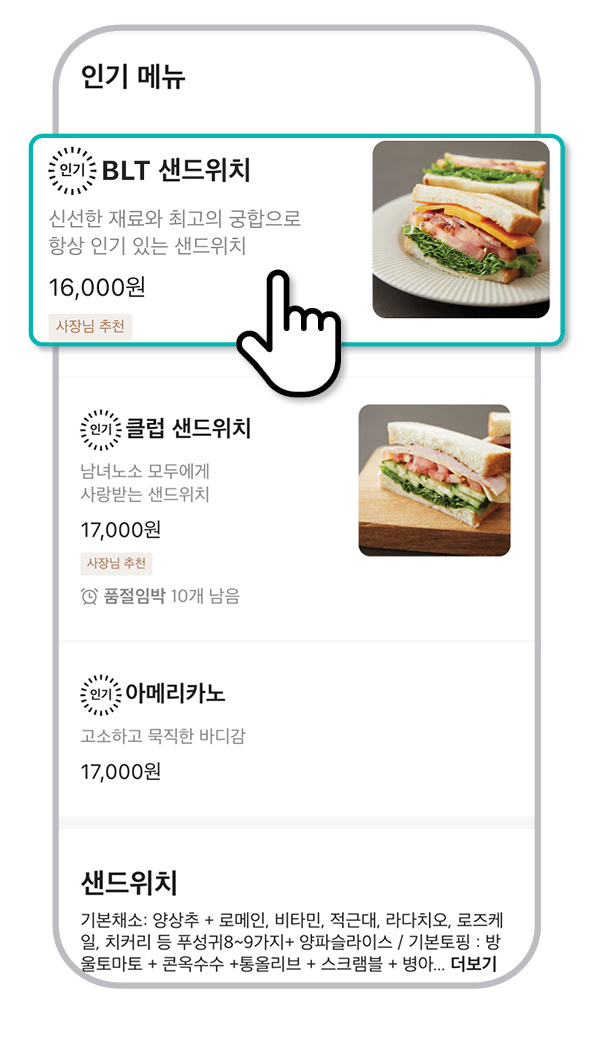 인기 메뉴
인기 BLT 샌드위치
신선한 재료와 최고의 궁합으로
항상 인기 있는 샌드위치
16,000원
사장님 추천
인기 클럽 샌드위치
남녀노소 모두에게
사랑받는 샌드위치
17,000원
사장님 추천
품절임박 10개 남음
인기 아메리카노
고소하고 묵직한 바디감
17,000원
샌드위치
기본채소: 양상추 + 로메인, 비타민, 적근대, 라다치오, 로즈케
일, 치커리 등 푸성귀8~9가지+ 양파슬라이스 / 기본토핑 : 방
울토마토 + 콘옥수수 +통올리브 + 스크램블 + 병아... 더보기